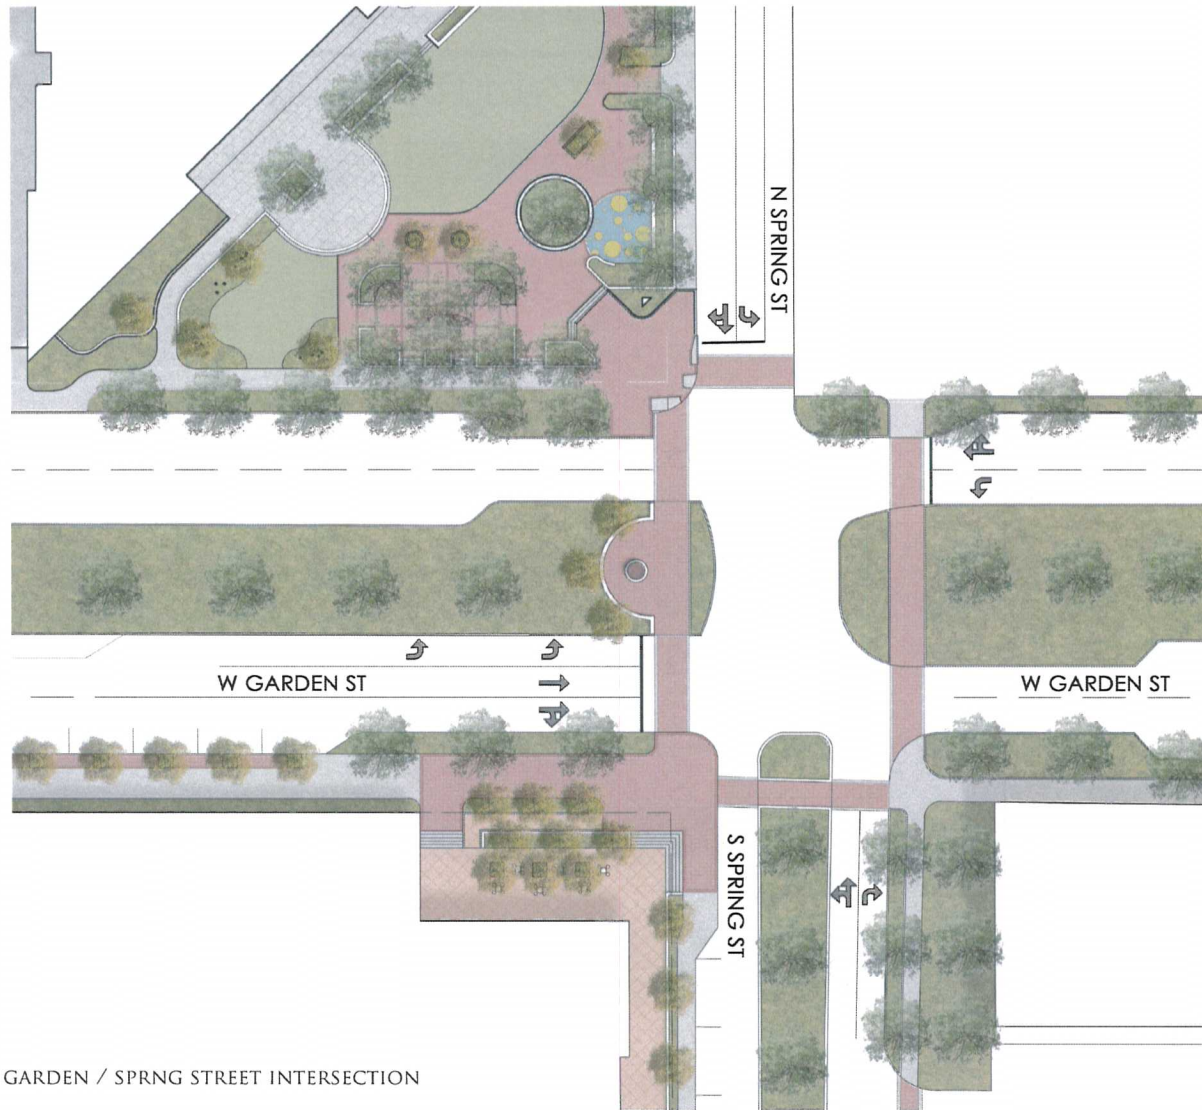 N SPRING ST
W GARDEN ST
W GARDEN ST
S SPRING ST
GARDEN / SPRNG STREET INTERSECTION